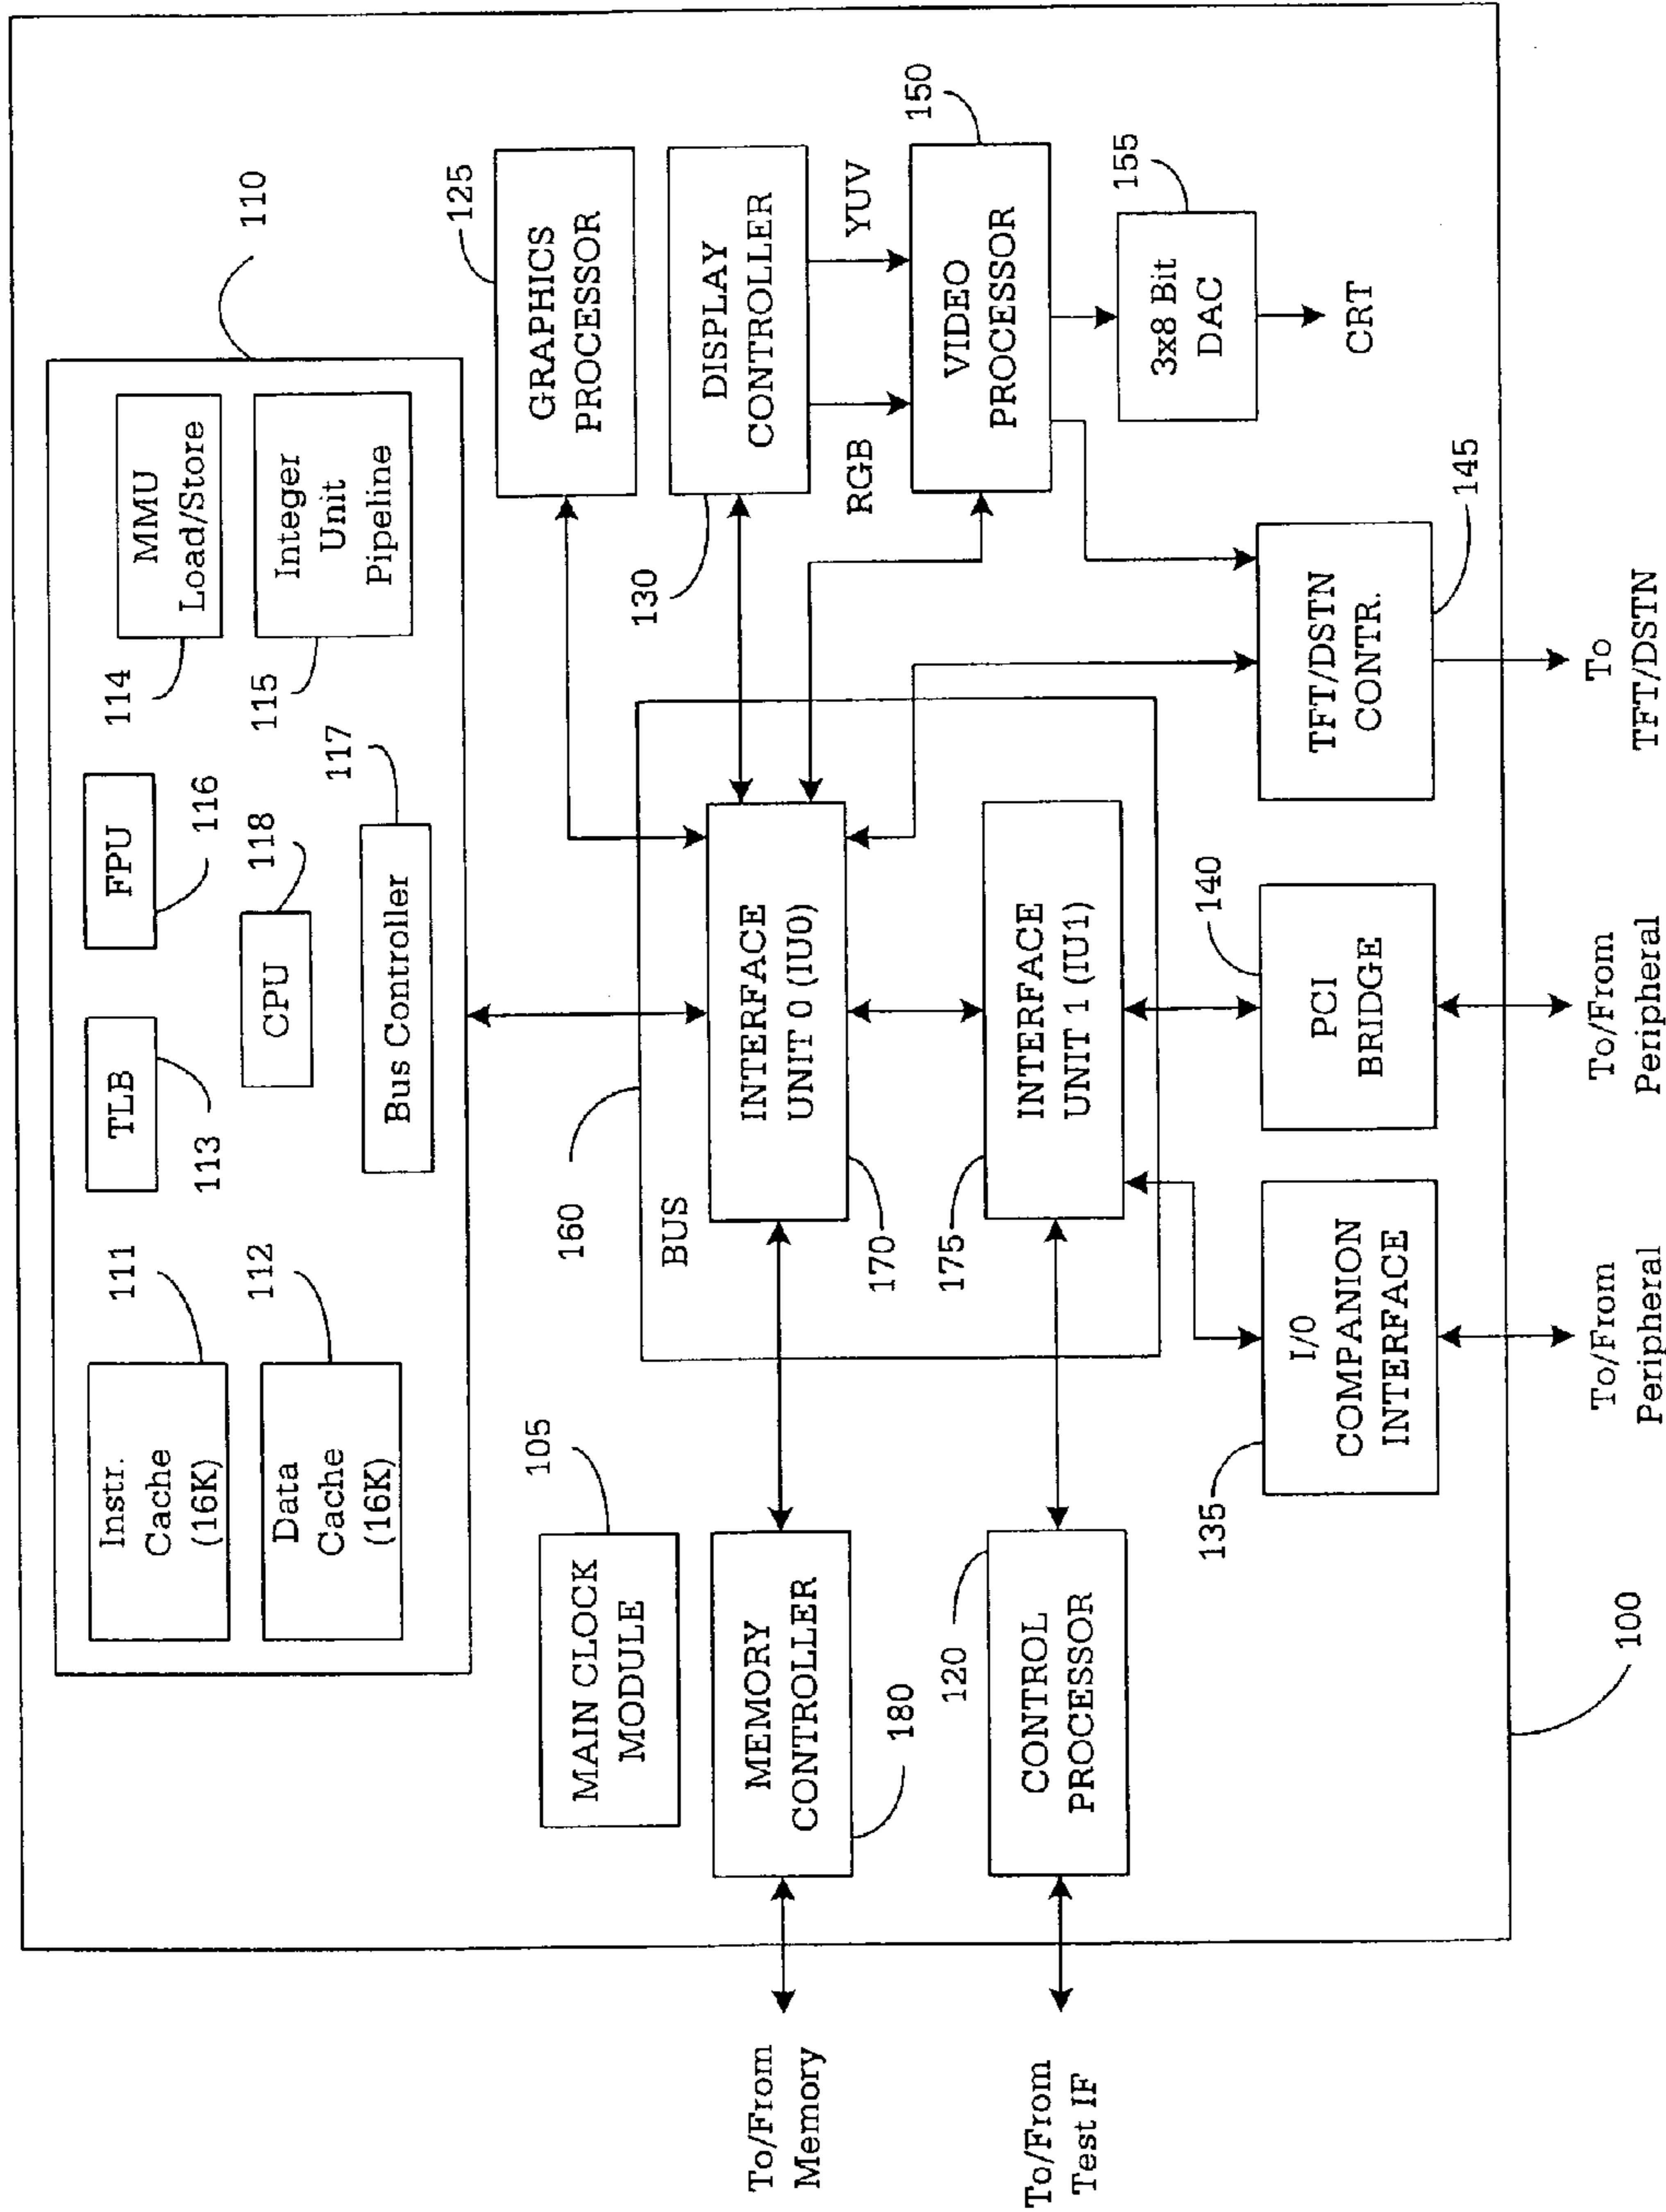 110
Instr.
Cache
(16K)
111
TLB
113
FPU
116
MMU
Load/Store
114
Data
Cache
(16K)
112
CPU
118
Integer
Unit
Pipeline
115
Bus Controller
117
MAIN CLOCK
MODULE
105
160
BUS
GRAPHICS
PROCESSOR
125
To/From
Memory
MEMORY
CONTROLLER
180
INTERFACE
UNIT 0 (IU0)
170
DISPLAY
CONTROLLER
130
RGB
YUV
To/From
Test IF
CONTROL
PROCESSOR
120
INTERFACE
UNIT 1 (IU1)
175
VIDEO
PROCESSOR
150
3x8 Bit
DAC
155
CRT
I/O
COMPANION
INTERFACE
135
PCI
BRIDGE
140
TFT/DSTN
CONTR.
145
100
To/From
Peripheral
To/From
Peripheral
To
TFT/DSTN